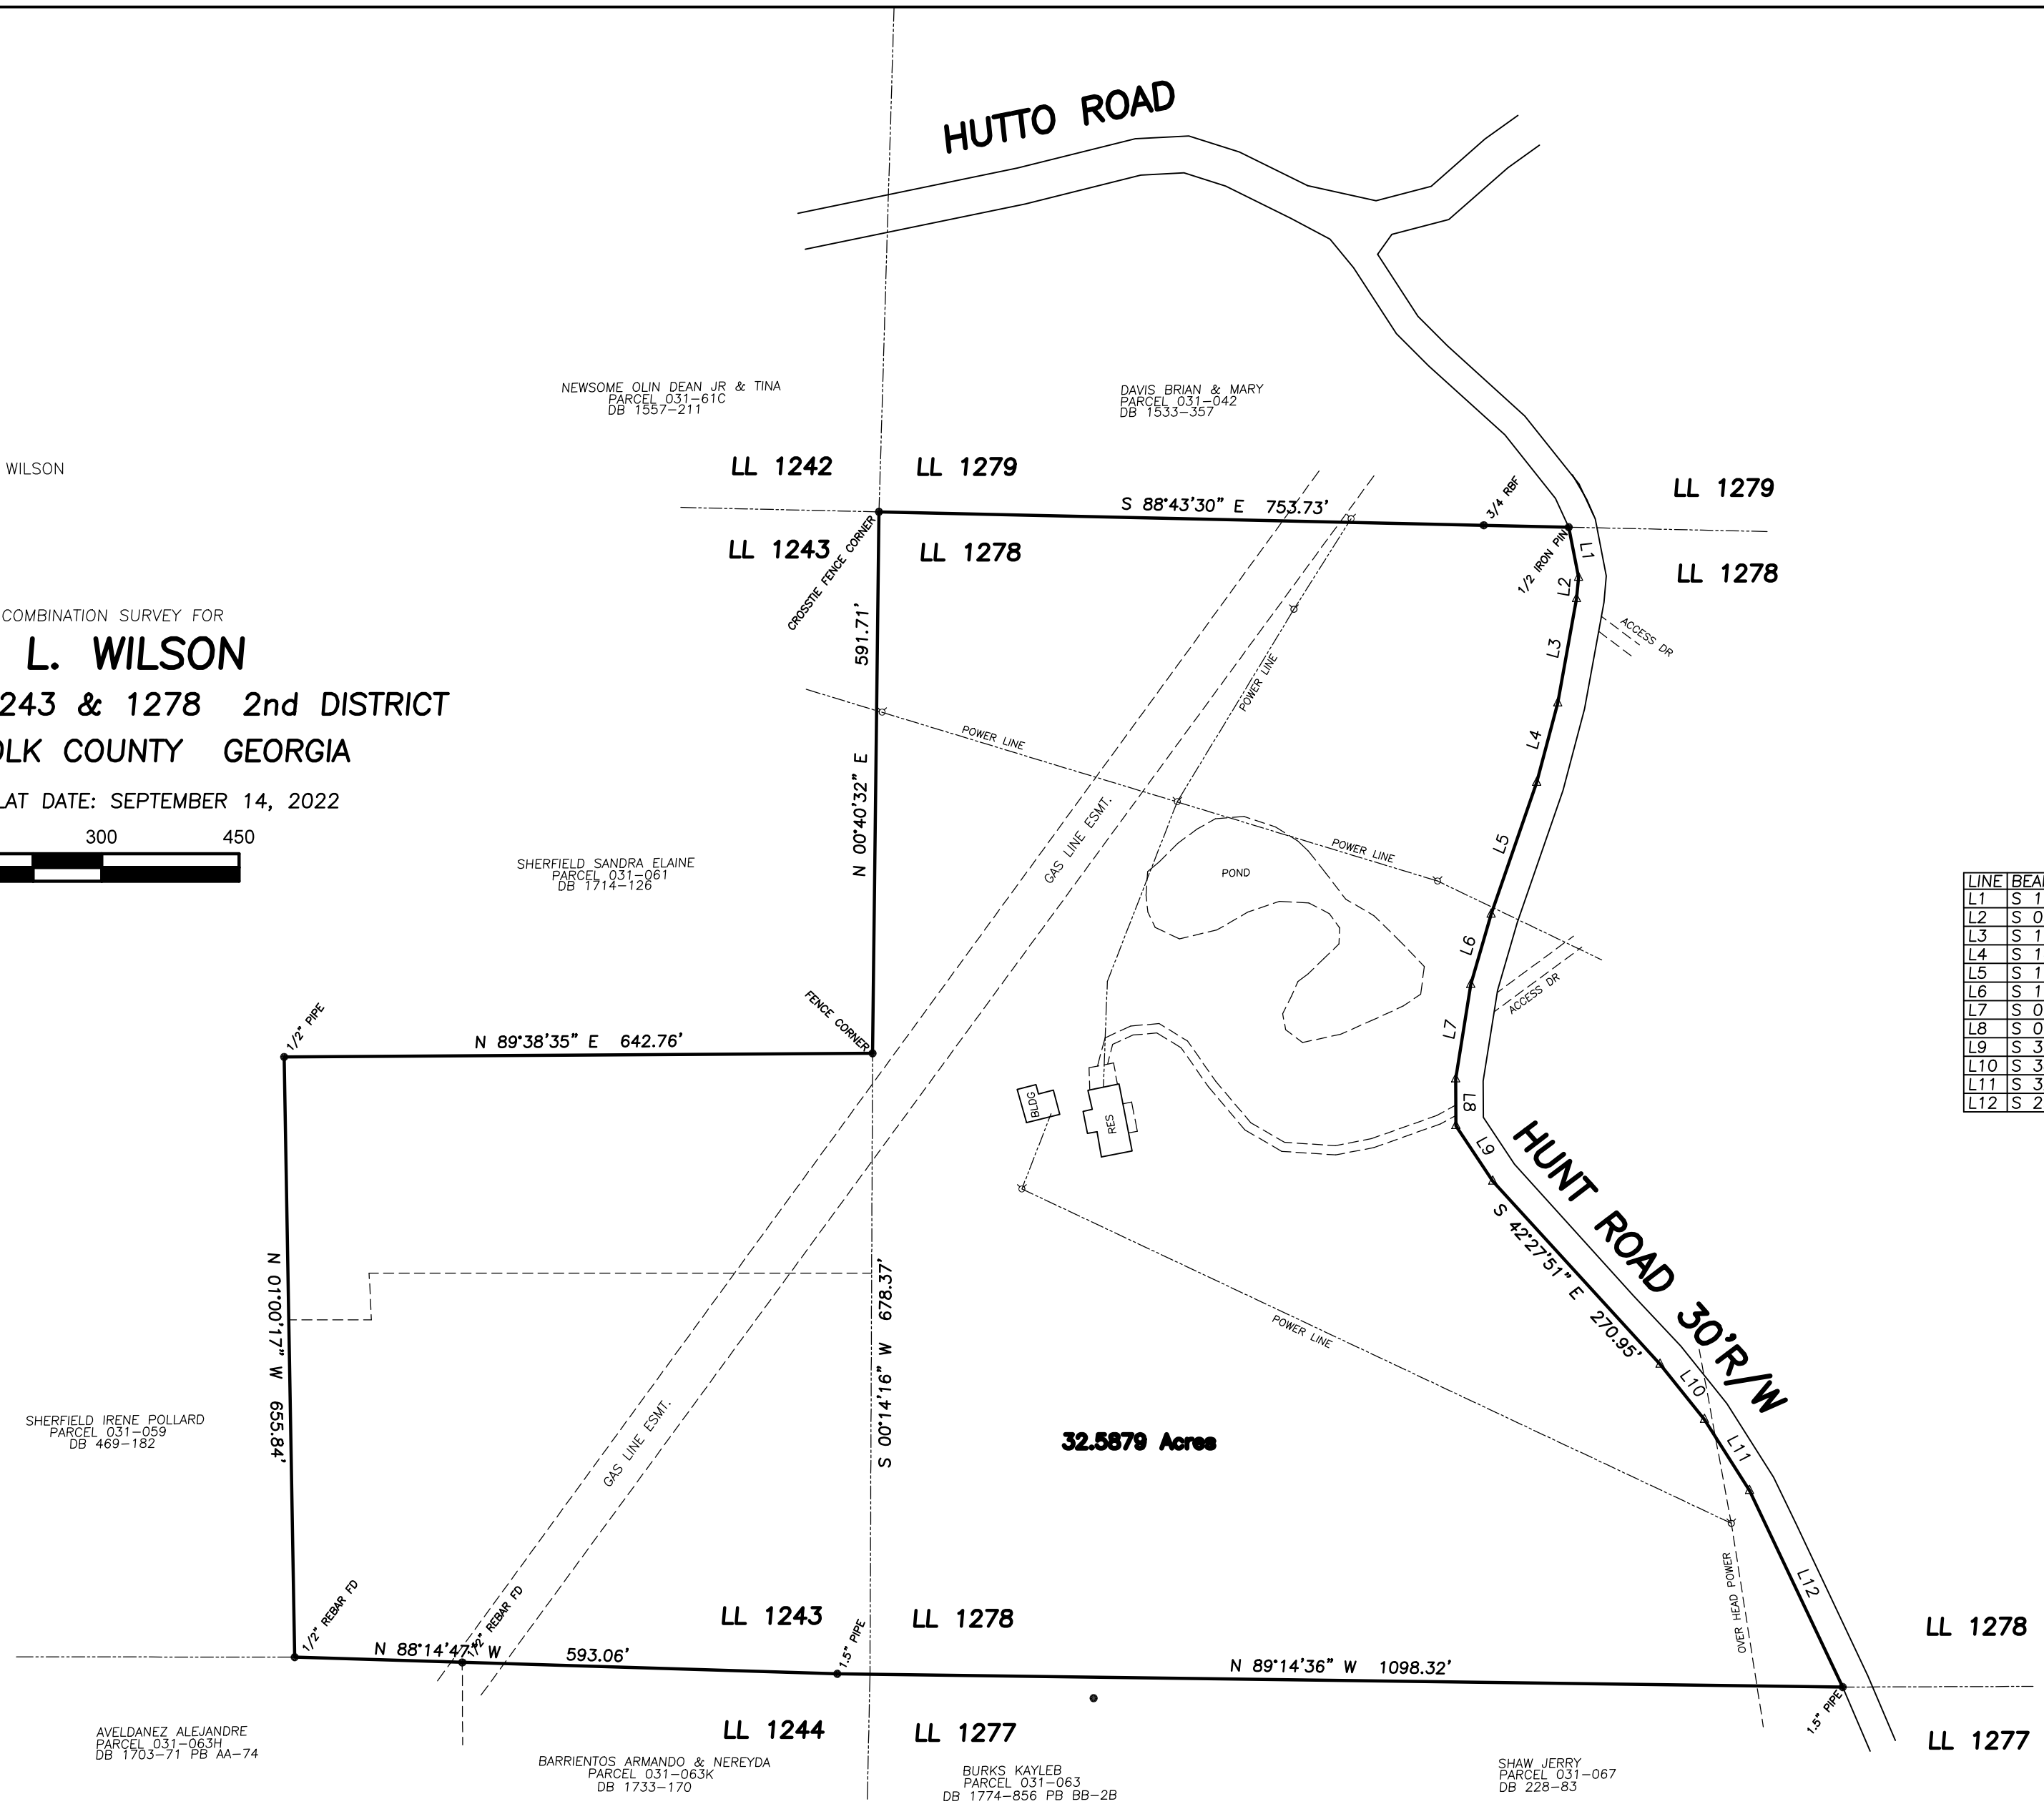 HUTTO ROAD
NEWSOME OLIN DEAN JR & TINA
PARCEL 031-61C
DB 1557-211
DAVIS BRIAN & MARY
PARCEL 031-042
DB 1533-357
WILSON
LL 1242
LL 1279
LL 1279
S 88°43'30" E 753.73'
3/4 RBF
CROSSTIE FENCE CORNER
1/2 IRON PIN
LL 1243
LL 1278
LL 1278
L1
L2
L3
L4
L5
L6
L7
L8
L9
ACCESS DR
COMBINATION SURVEY FOR
L. WILSON
243 & 1278 2nd DISTRICT
OLK COUNTY GEORGIA
LAT DATE: SEPTEMBER 14, 2022
300 450
N 00°40'32" E 591.71'
POWER LINE
POWER LINE
POWER LINE
GAS LINE ESMT.
POND
SHERFIELD SANDRA ELAINE
PARCEL 031-061
DB 1714-126
ACCESS DR
LINE BEA
L1 S 1
L2 S 0
L3 S 1
L4 S 1
L5 S 1
L6 S 1
L7 S 0
L8 S 0
L9 S 3
L10 S 3
L11 S 3
L12 S 2
1/2" PIPE
N 89°38'35" E 642.76'
FENCE CORNER
BLDG
RES
HUNT ROAD 30'R/W
S 42°27'51" E 270.95'
L10
L11
L12
N 01°00'17" W 655.84'
S 00°14'16" W 678.37'
POWER LINE
GAS LINE ESMT.
32.5879 Acres
SHERFIELD IRENE POLLARD
PARCEL 031-059
DB 469-182
OVER HEAD POWER
1/2" REBAR FD
1/2" REBAR FD
1.5" PIPE
LL 1243
LL 1278
LL 1278
N 88°14'47" W 593.06'
N 89°14'36" W 1098.32'
1.5" PIPE
LL 1244
LL 1277
LL 1277
AVELDANEZ ALEJANDRE
PARCEL 031-063H
DB 1703-71 PB AA-74
BARRIENTOS ARMANDO & NEREYDA
PARCEL 031-063K
DB 1733-170
BURKS KAYLEB
PARCEL 031-063
DB 1774-856 PB BB-2B
SHAW JERRY
PARCEL 031-067
DB 228-83